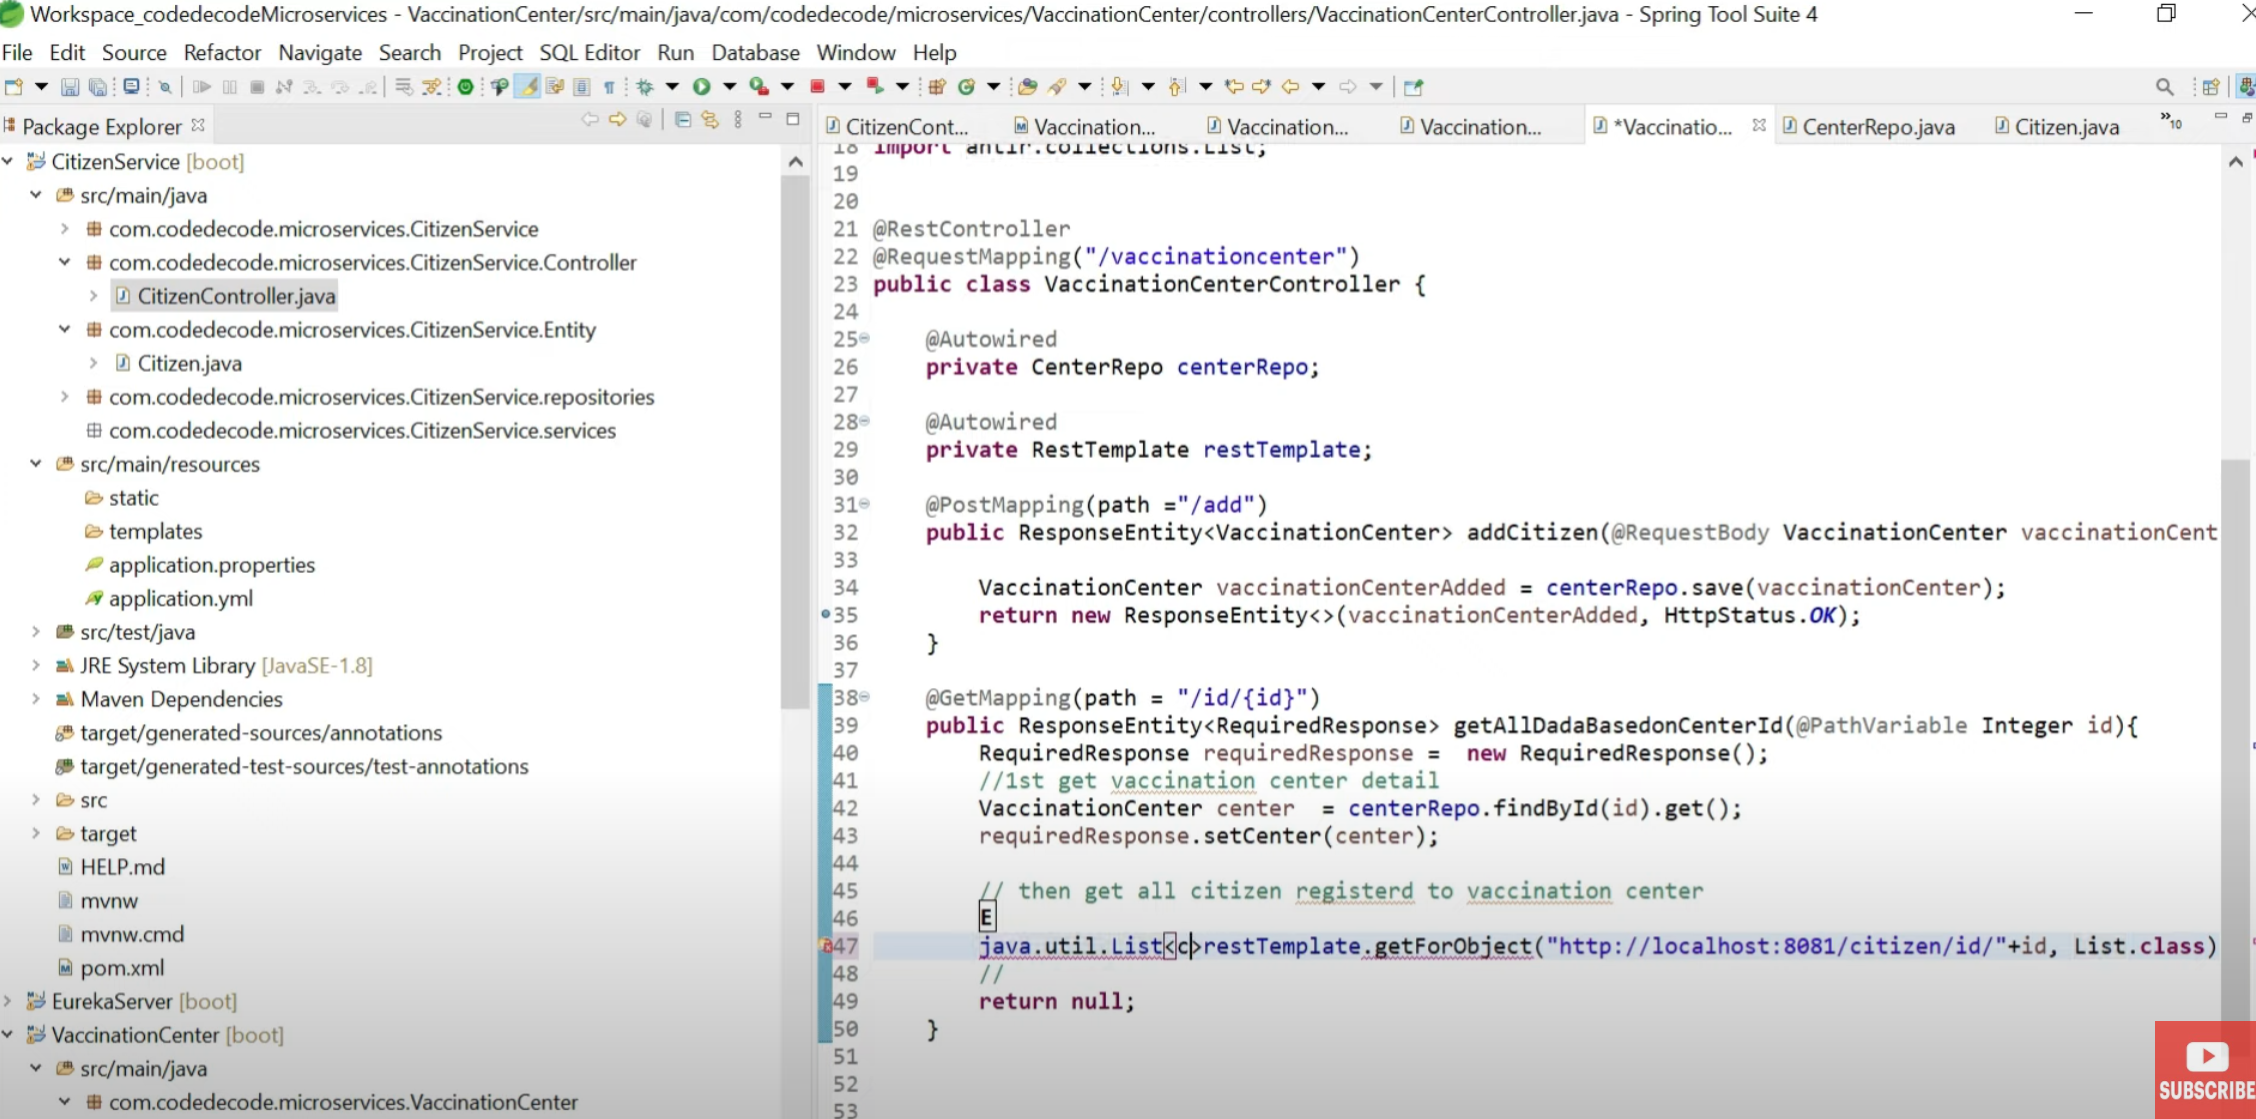 Workspace_codedecodeMicroservices - VaccinationCenter/src/main/java/com/codedecode/microservices/VaccinationCenter/controllers/VaccinationCenterController.java - Spring Tool Suite 4
File Edit Source Refactor Navigate Search Project SQL Editor Run Database Window Help
Package Explorer
CitizenService [boot]
src/main/java
com.codedecode.microservices.CitizenService
com.codedecode.microservices.CitizenService.Controller
CitizenController.java
com.codedecode.microservices.CitizenService.Entity
Citizen.java
com.codedecode.microservices.CitizenService.repositories
com.codedecode.microservices.CitizenService.services
src/main/resources
static
templates
application.properties
application.yml
src/test/java
JRE System Library [JavaSE-1.8]
Maven Dependencies
target/generated-sources/annotations
target/generated-test-sources/test-annotations
src
target
HELP.md
mvnw
mvnw.cmd
pom.xml
EurekaServer [boot]
VaccinationCenter [boot]
src/main/java
com.codedecode.microservices.VaccinationCenter
CitizenCont... Vaccination... Vaccination... Vaccination... *Vaccinatio... CenterRepo.java Citizen.java »10
18 import antlr.collections.List;
19
20
21 @RestController
22 @RequestMapping("/vaccinationcenter")
23 public class VaccinationCenterController {
24
25 @Autowired
26 private CenterRepo centerRepo;
27
28 @Autowired
29 private RestTemplate restTemplate;
30
31 @PostMapping(path ="/add")
32 public ResponseEntity<VaccinationCenter> addCitizen(@RequestBody VaccinationCenter vaccinationCent
33
34 VaccinationCenter vaccinationCenterAdded = centerRepo.save(vaccinationCenter);
35 return new ResponseEntity<>(vaccinationCenterAdded, HttpStatus.OK);
36 }
37
38 @GetMapping(path = "/id/{id}")
39 public ResponseEntity<RequiredResponse> getAllDadaBasedonCenterId(@PathVariable Integer id){
40 RequiredResponse requiredResponse = new RequiredResponse();
41 //1st get vaccination center detail
42 VaccinationCenter center = centerRepo.findById(id).get();
43 requiredResponse.setCenter(center);
44
45 // then get all citizen registerd to vaccination center
46 E
47 java.util.List<c>restTemplate.getForObject("http://localhost:8081/citizen/id/"+id, List.class)
48 //
49 return null;
50 }
51
52
53
SUBSCRIBE